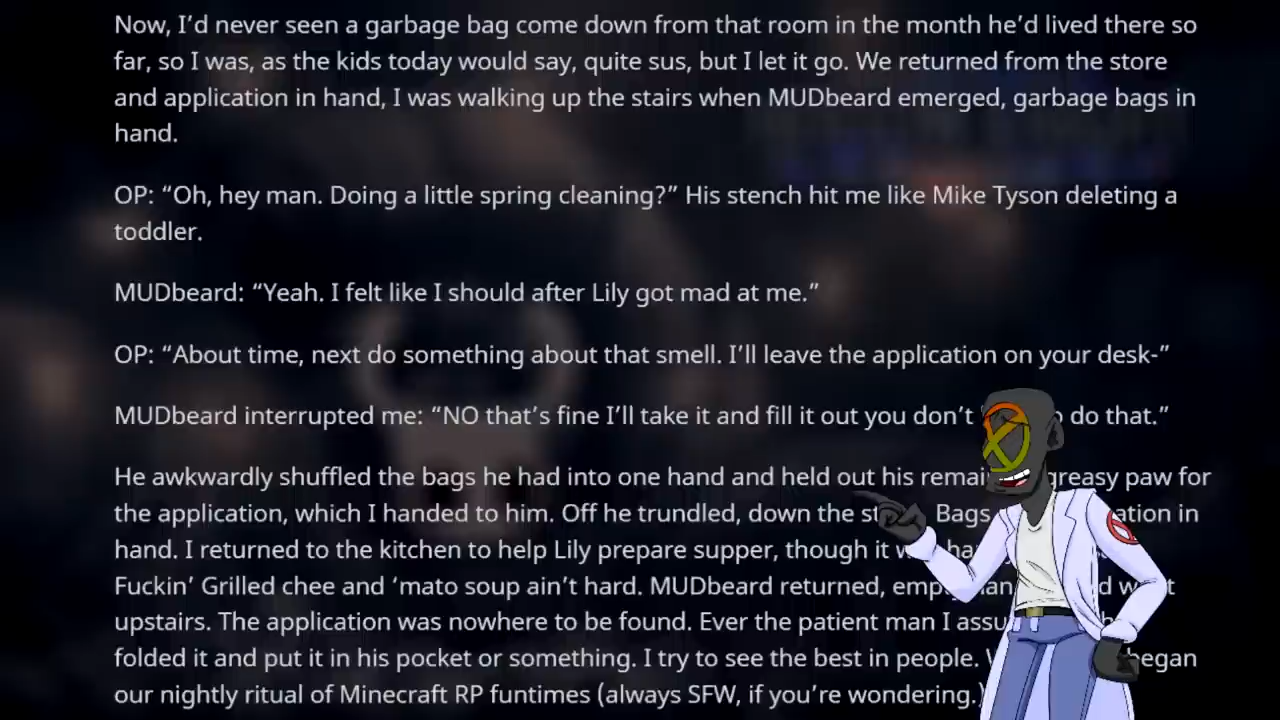 Now, I’d never seen a garbage bag come down from that room in the month he’d lived there so
far, so I was, as the kids today would say, quite sus, but I let it go. We returned from the store
and application in hand, I was walking up the stairs when MUDbeard emerged, garbage bags in
hand.
OP: “Oh, hey man. Doing a little spring cleaning?” His stench hit me like Mike Tyson deleting a
toddler.
MUDbeard: “Yeah. I felt like I should after Lily got mad at me.”
OP: “About time, next do something about that smell. I’ll leave the application on your desk-”
MUDbeard interrupted me: “NO that’s fine I’ll take it and fill it out you don’t do that.”
He awkwardly shuffled the bags he had into one hand and held out his greasy paw for
the application, which I handed to him. Off he trundled, down the Bags in
hand. I returned to the kitchen to help Lily prepare supper, though it
Fuckin’ Grilled chee and ‘mato soup ain’t hard. MUDbeard returned,
upstairs. The application was nowhere to be found. Ever the patient man I
folded it and put it in his pocket or something. I try to see the best in people. began
our nightly ritual of Minecraft RP funtimes (always SFW, if you’re wondering.)